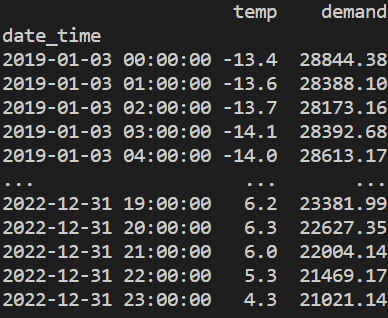 temp demand
date_time
2019-01-03 00:00:00 -13.4 28844.38
2019-01-03 01:00:00 -13.6 28388.10
2019-01-03 02:00:00 -13.7 28173.16
2019-01-03 03:00:00 -14.1 28392.68
2019-01-03 04:00:00 -14.0 28613.17
... ... ...
2022-12-31 19:00:00 6.2 23381.99
2022-12-31 20:00:00 6.3 22627.35
2022-12-31 21:00:00 6.0 22004.14
2022-12-31 22:00:00 5.3 21469.17
2022-12-31 23:00:00 4.3 21021.14